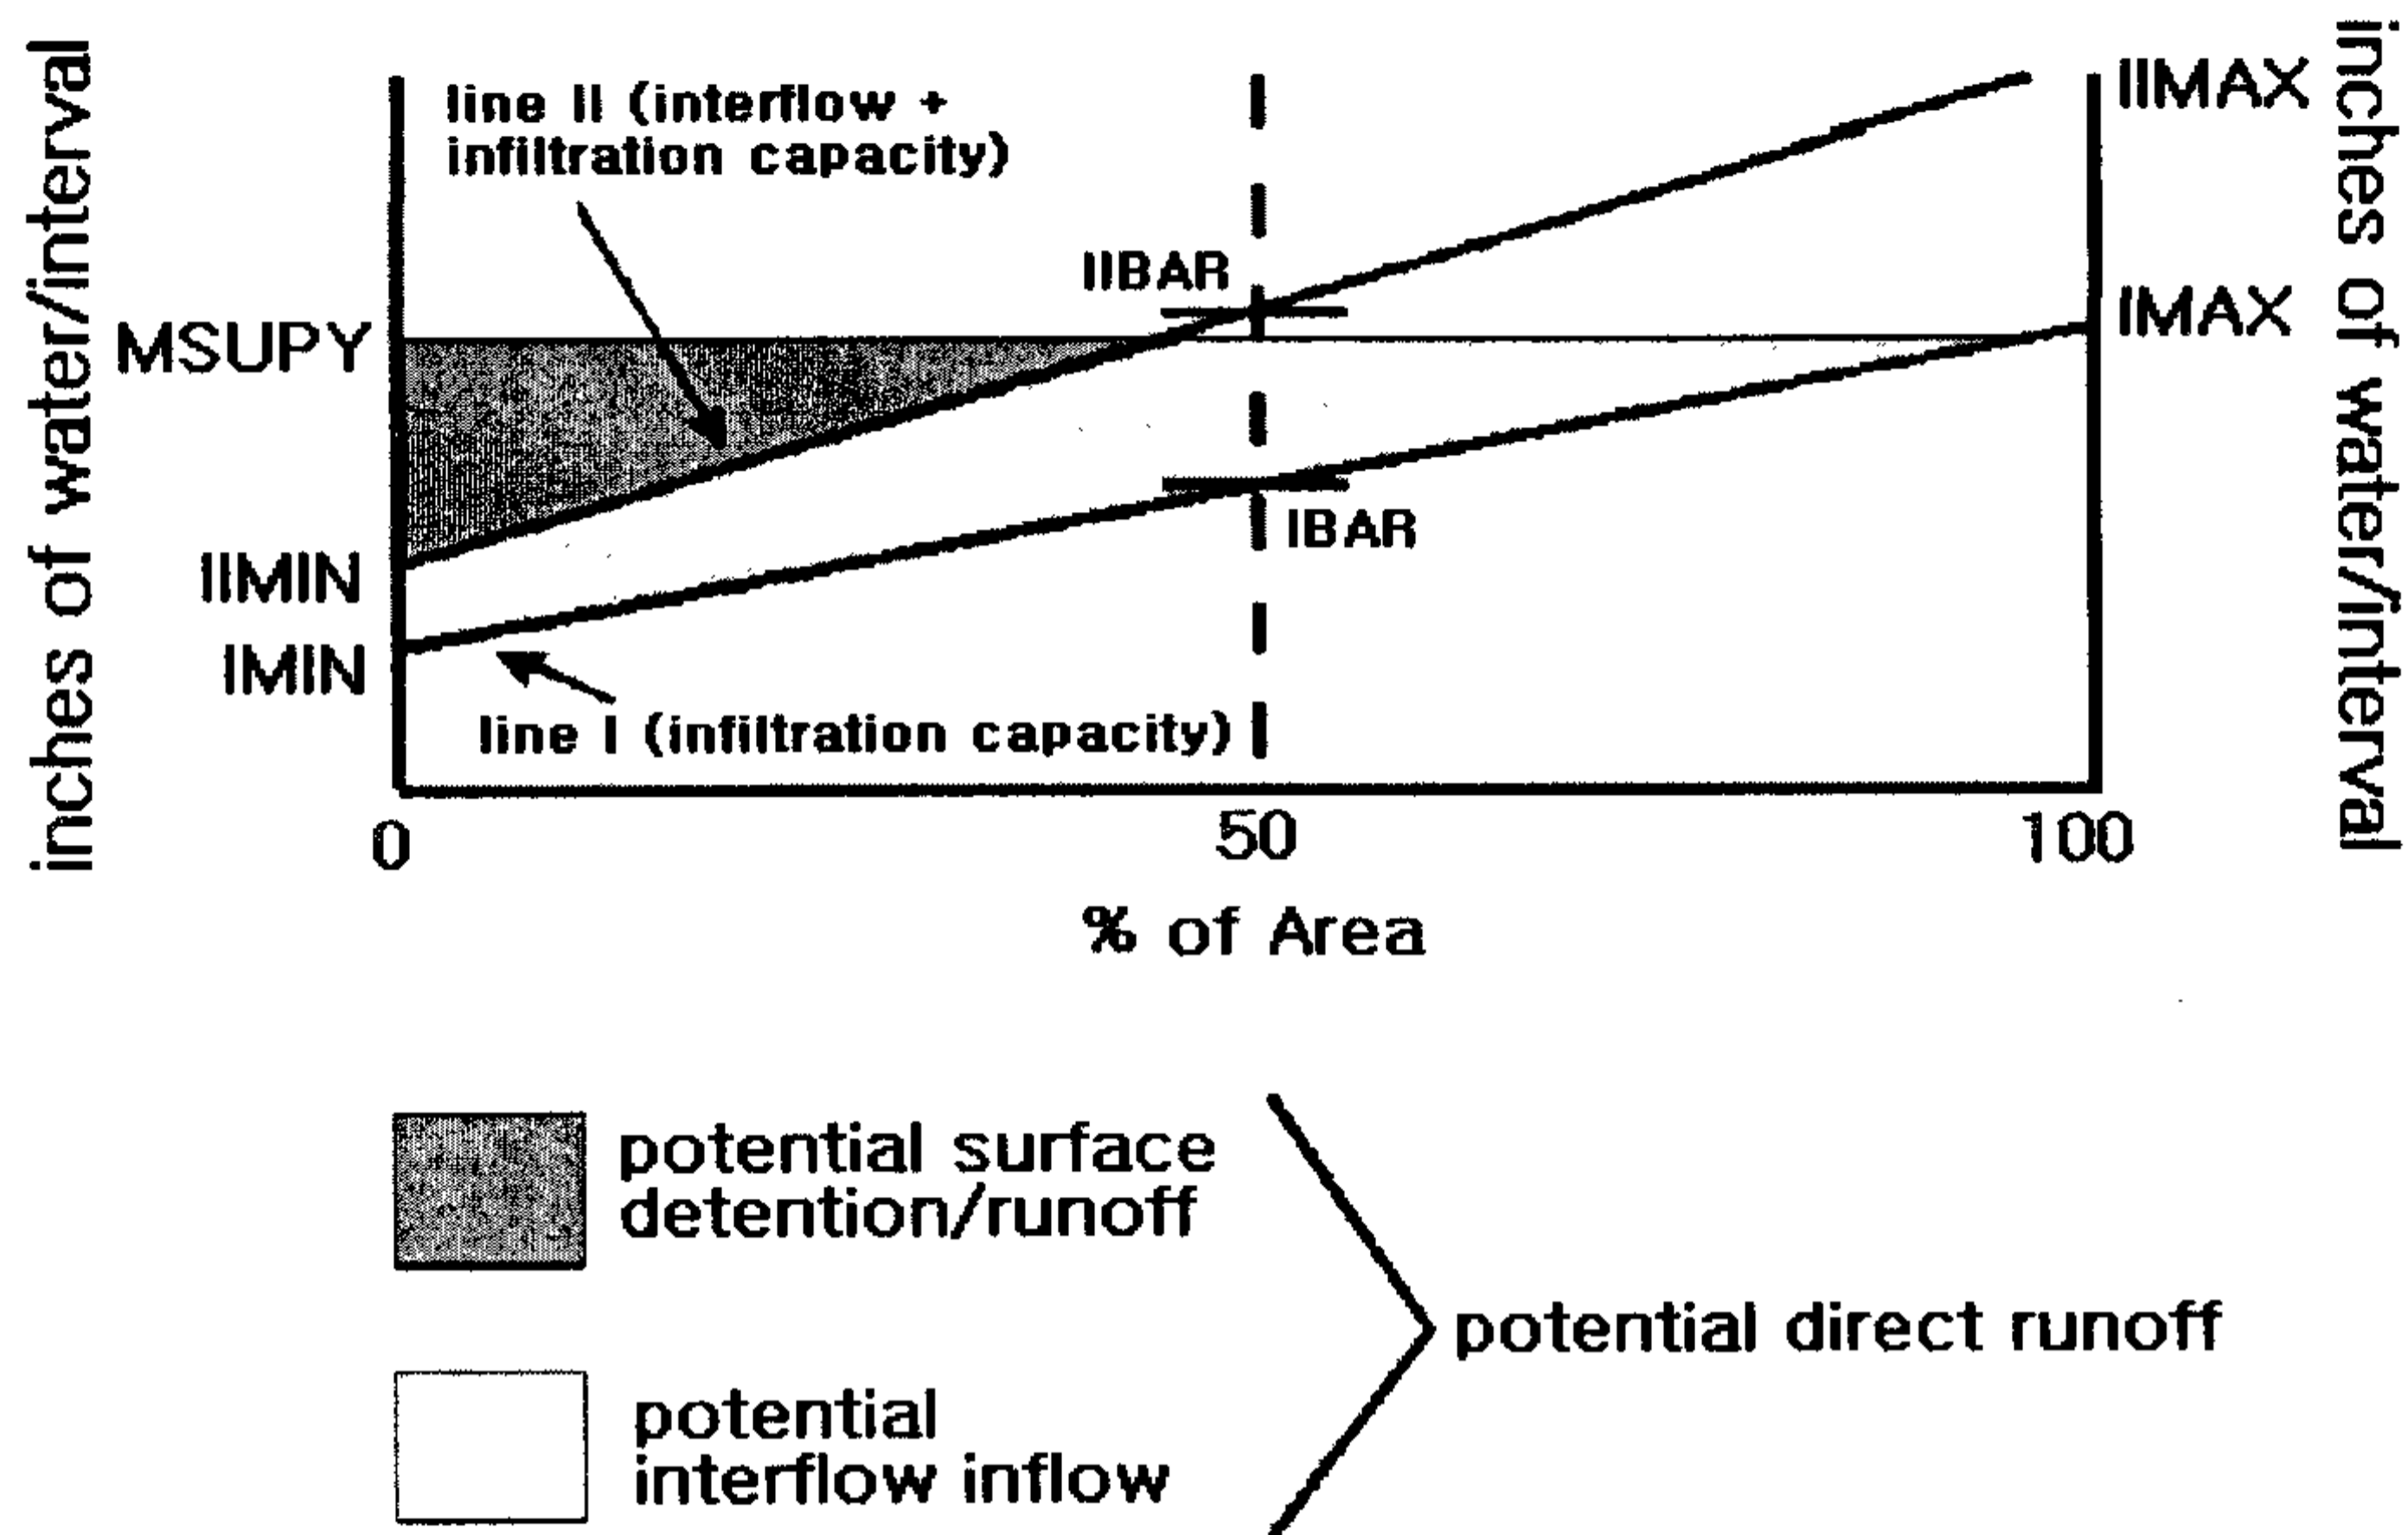 inches of water/interval
line II (interflow +
infiltration capacity)
IIMAX
IIBAR
MSUPY
IMAX
IIMIN
IBAR
IMIN
line I (infiltration capacity)
0
50
100
% of Area
inches of water/interval
potential surface
detention/runoff
potential direct runoff
potential
interflow inflow